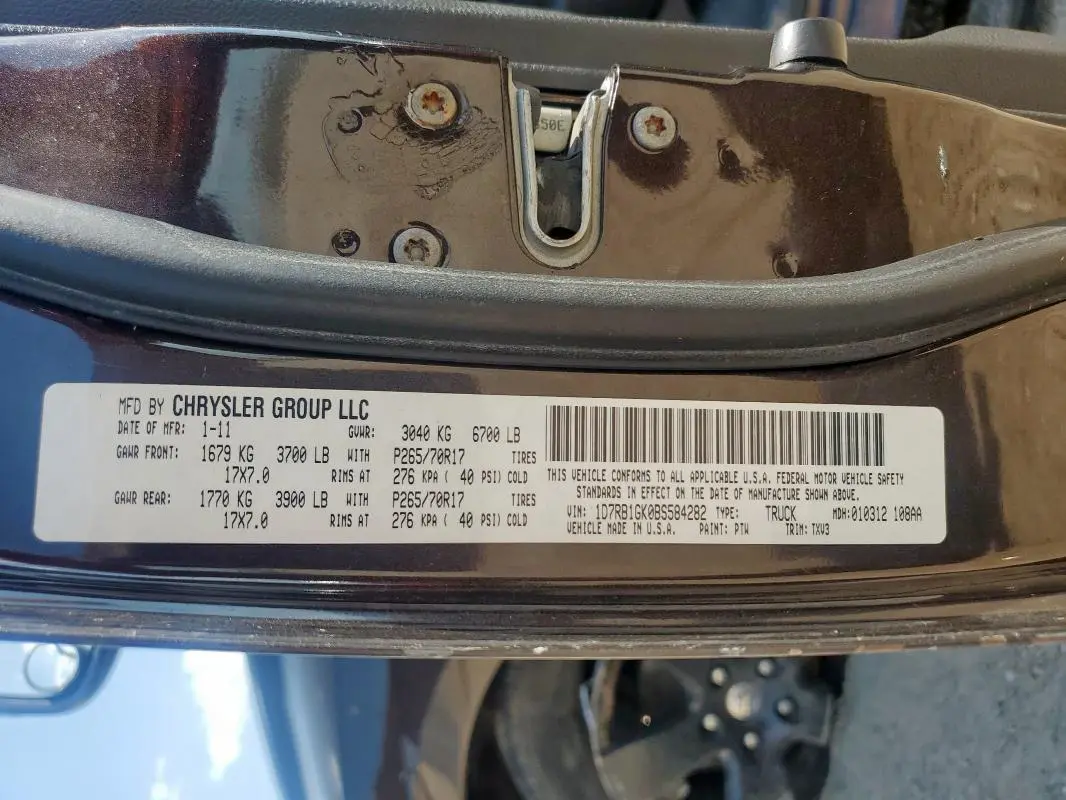 50E
MFD BY CHRYSLER GROUP LLC
DATE OF MFR: 1-11 GVWR: 3040 KG 6700 LB
GAWR FRONT: 1679 KG 3700 LB WITH P265/70R17 TIRES
17X7.0 RIMS AT 276 KPA ( 40 PSI) COLD
GAWR REAR: 1770 KG 3900 LB WITH P265/70R17 TIRES
17X7.0 RIMS AT 276 KPA ( 40 PSI) COLD
THIS VEHICLE CONFORMS TO ALL APPLICABLE U.S.A. FEDERAL MOTOR VEHICLE SAFETY
STANDARDS IN EFFECT ON THE DATE OF MANUFACTURE SHOWN ABOVE.
VIN: 1D7RB1GK0BS584282 TYPE: TRUCK MDH:010312 108AA
VEHICLE MADE IN U.S.A. PAINT: PTW TRIM: TXV3